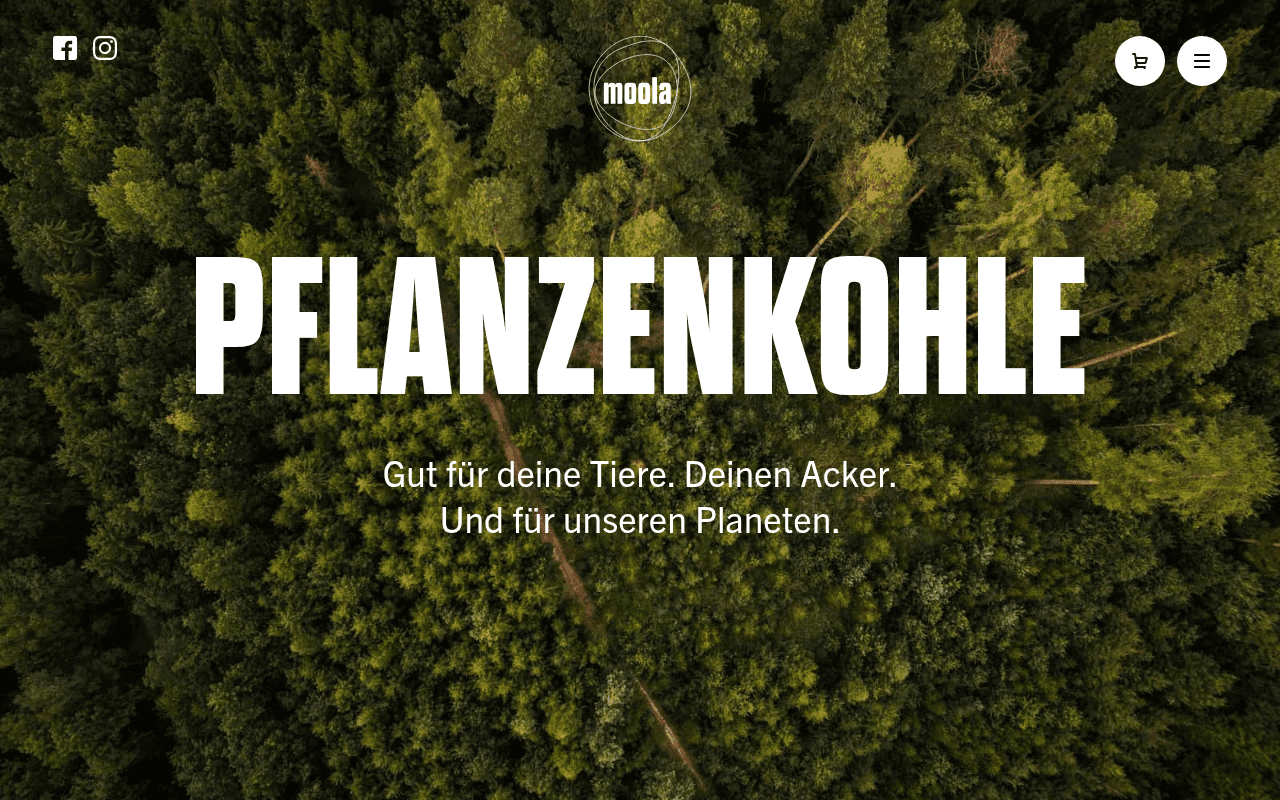 moola
PFLANZENKOHLE
Gut für deine Tiere. Deinen Acker.
Und für unseren Planeten.